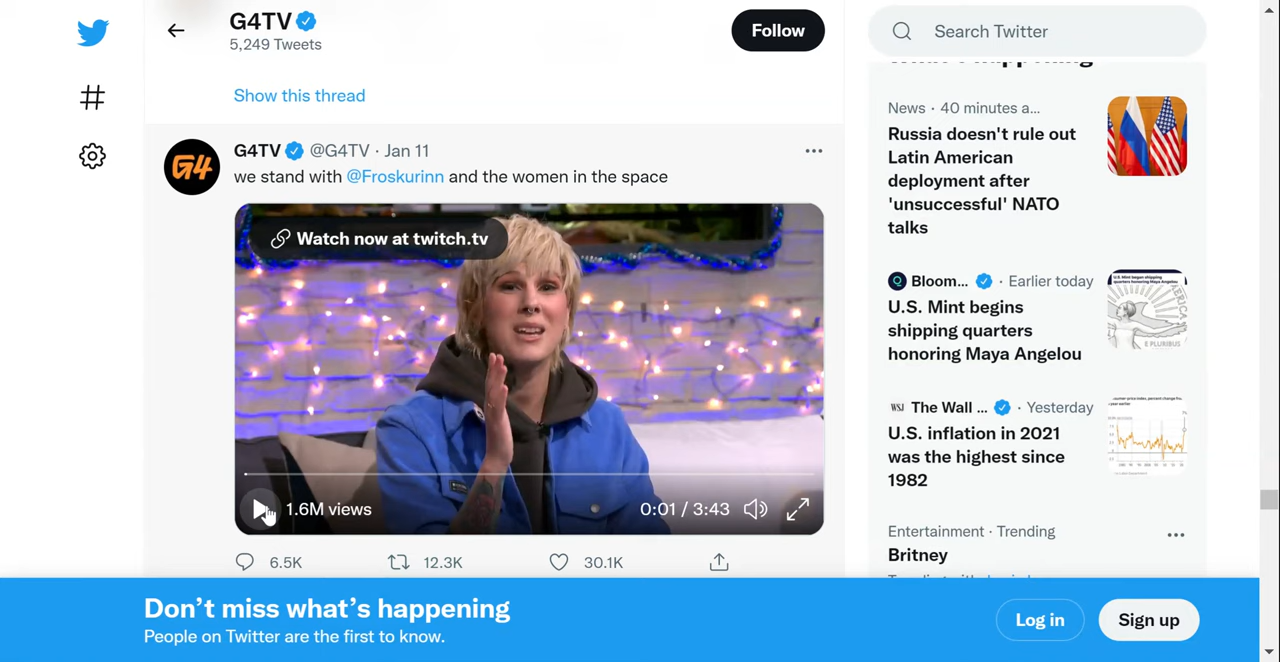 G4TV
5,249 Tweets
Follow
Show this thread
G4TV @G4TV · Jan 11
we stand with @Froskurinn and the women in the space
G4
Watch now at twitch.tv
1.6M views
0:01 / 3:43
6.5K
12.3K
30.1K
Search Twitter
News · 40 minutes a...
Russia doesn't rule out
Latin American
deployment after
'unsuccessful' NATO
talks
Bloom... · Earlier today
U.S. Mint begins
shipping quarters
honoring Maya Angelou
WSJ The Wall ... · Yesterday
U.S. inflation in 2021
was the highest since
1982
Entertainment · Trending
Britney
Don't miss what's happening
People on Twitter are the first to know.
Log in
Sign up